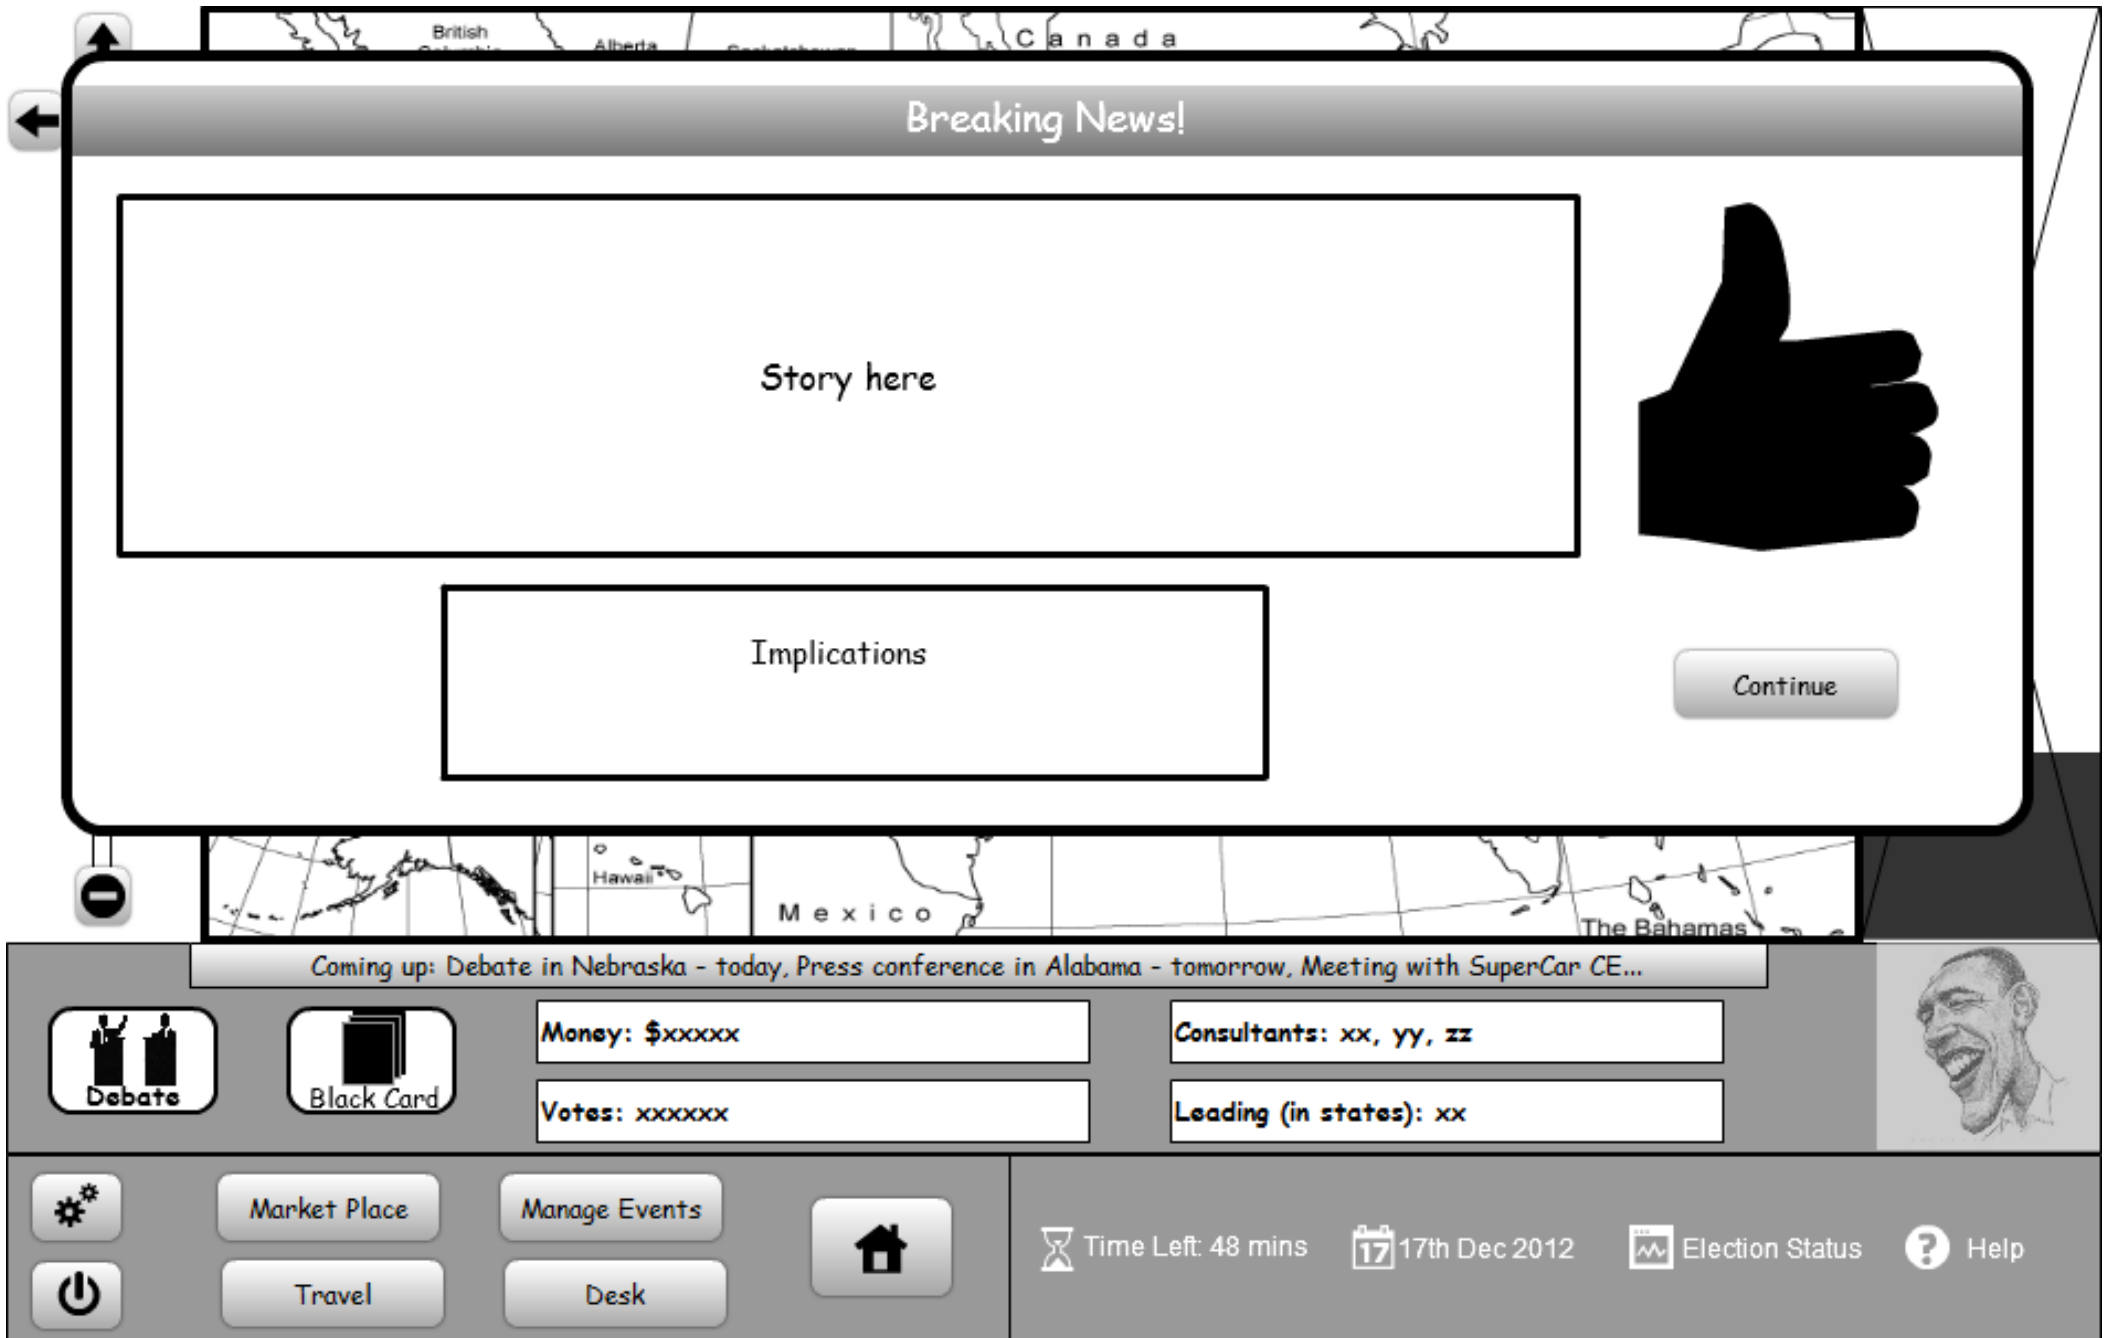 British
Alberta
Canada
Breaking News!
Story here
Implications
Continue
Hawaii
Mexico
The Bahamas
Coming up: Debate in Nebraska - today, Press conference in Alabama - tomorrow, Meeting with SuperCar CE...
Debate
Black Card
Money: $xxxxx
Consultants: xx, yy, zz
Votes: xxxxxx
Leading (in states): xx
Market Place
Manage Events
Travel
Desk
Time Left: 48 mins
17
17th Dec 2012
Election Status
? Help